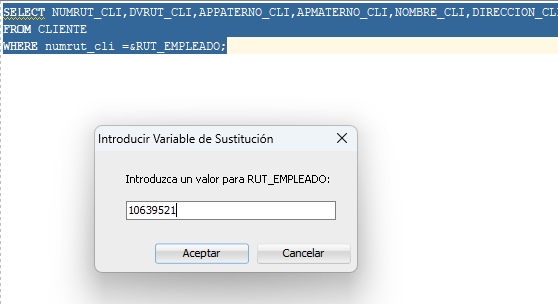 SELECT NUMRUT_CLI,DVRUT_CLI,APPATERNO_CLI,APMATERNO_CLI,NOMBRE_CLI,DIRECCION_CL
FROM CLIENTE
WHERE numrut_cli =&RUT_EMPLEADO;
Introducir Variable de Sustitución
Introduzca un valor para RUT_EMPLEADO:
10639521
Aceptar
Cancelar